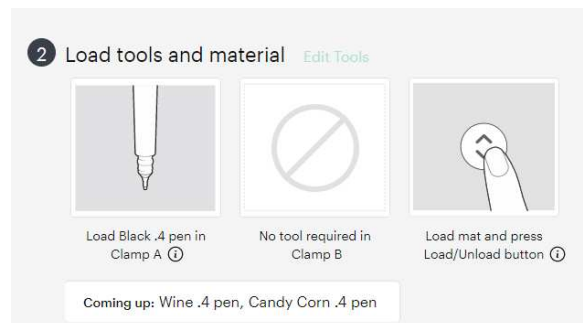 2 Load tools and material Edit Tools
Load Black .4 pen in
Clamp A i
No tool required in
Clamp B
Load mat and press
Load/Unload button i
Coming up: Wine .4 pen, Candy Corn .4 pen